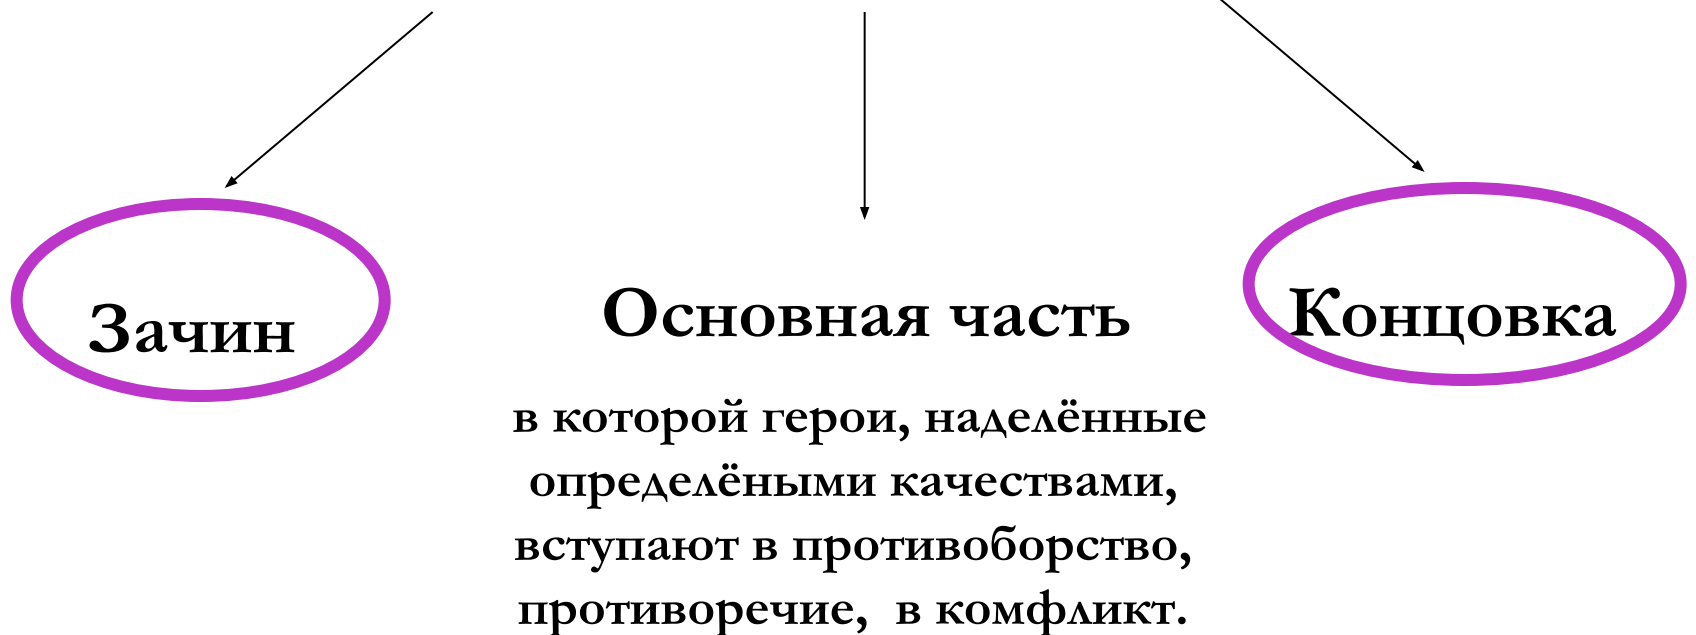 Зачин
Основная часть
Концовка
в которой герои, наделённые
определёными качествами,
вступают в противоборство,
противоречие, в комфликт.